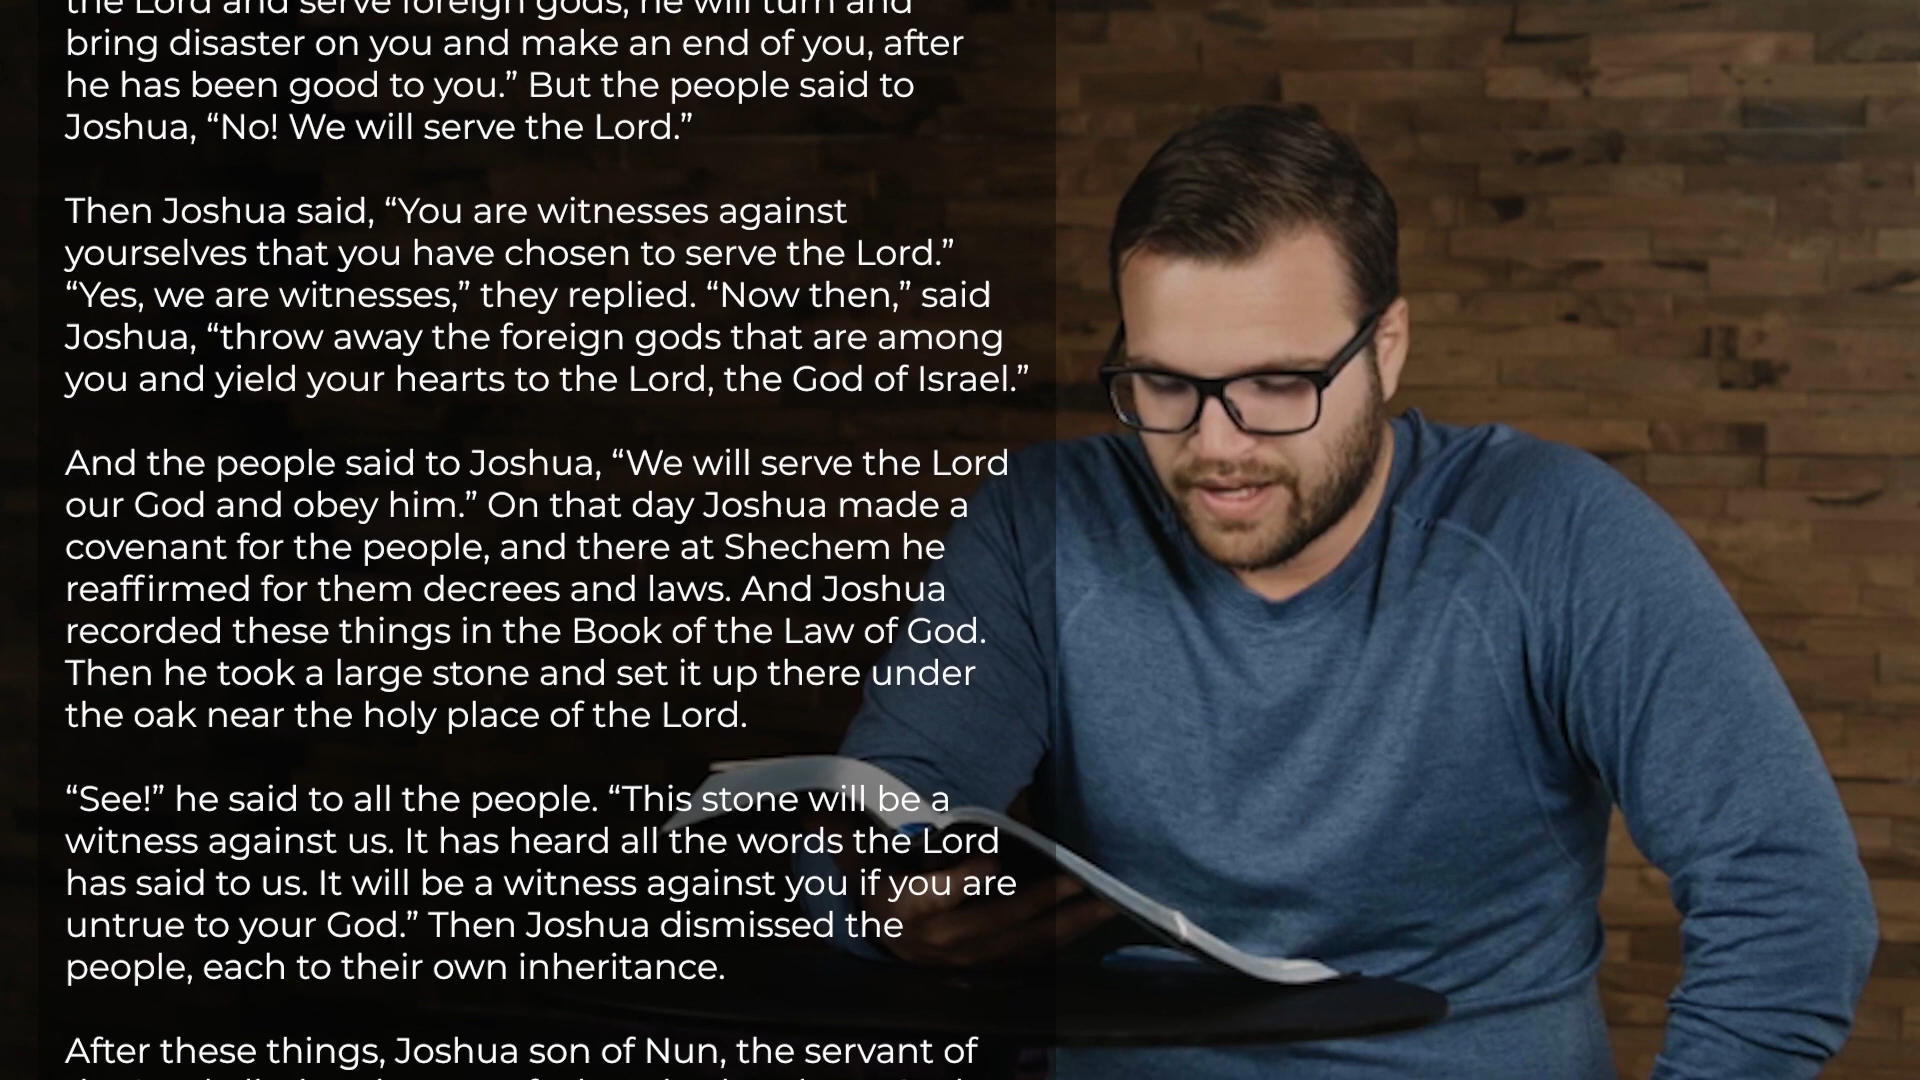 the Lord and serve foreign gods, he will turn and
bring disaster on you and make an end of you, after
he has been good to you.” But the people said to
Joshua, “No! We will serve the Lord.”
Then Joshua said, “You are witnesses against
yourselves that you have chosen to serve the Lord.”
“Yes, we are witnesses,” they replied. “Now then,” said
Joshua, “throw away the foreign gods that are among
you and yield your hearts to the Lord, the God of Israel.”
And the people said to Joshua, “We will serve the Lord
our God and obey him.” On that day Joshua made a
covenant for the people, and there at Shechem he
reaffirmed for them decrees and laws. And Joshua
recorded these things in the Book of the Law of God.
Then he took a large stone and set it up there under
the oak near the holy place of the Lord.
“See!” he said to all the people. “This stone will be a
witness against us. It has heard all the words the Lord
has said to us. It will be a witness against you if you are
untrue to your God.” Then Joshua dismissed the
people, each to their own inheritance.
After these things, Joshua son of Nun, the servant of